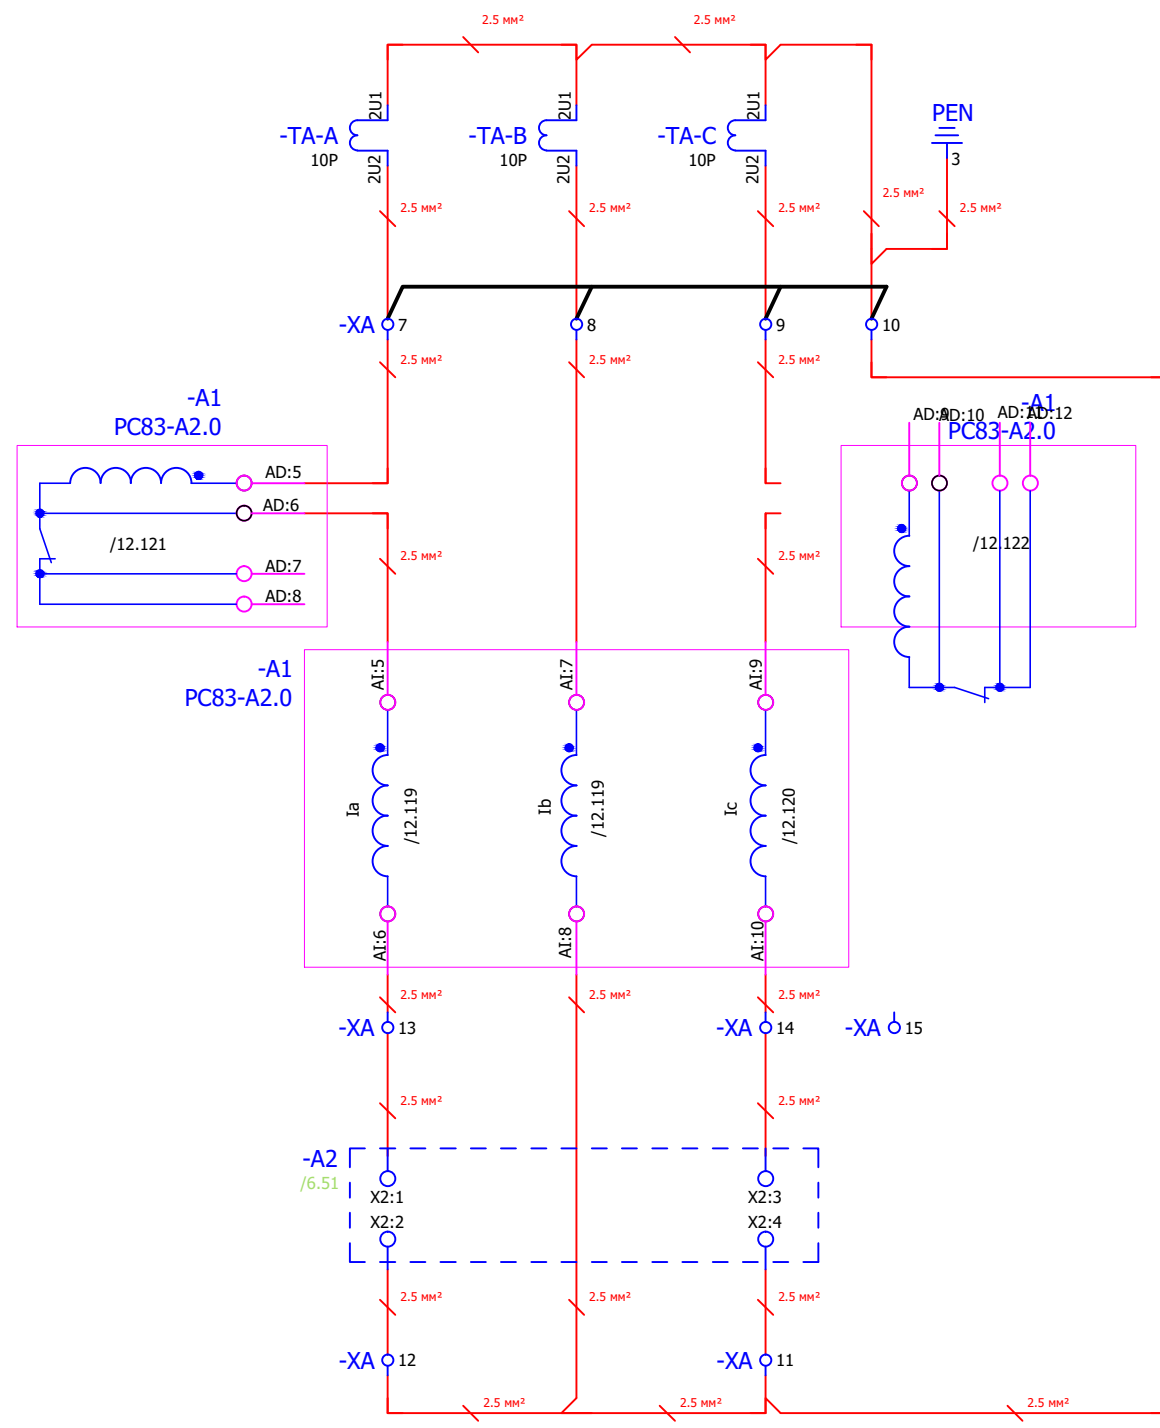 2.5 мм²
2.5 мм²
2U1
2U1
2U1
-TA-A
10P
-TA-B
10P
-TA-C
10P
PEN
3
2U2
2U2
2U2
2.5 мм²
2.5 мм²
2.5 мм²
2.5 мм²
2.5 мм²
-XA
7
8
9
10
2.5 мм²
2.5 мм²
2.5 мм²
-A1
PC83-A2.0
AD:5
AD:6
/12.121
AD:7
AD:8
-A1
PC83-A2.0
AD:9
AD:10
AD:11
AD:12
/12.122
2.5 мм²
2.5 мм²
-A1
PC83-A2.0
AI:5
AI:7
AI:9
Ia
/12.119
Ib
/12.119
Ic
/12.120
AI:6
AI:8
AI:10
2.5 мм²
2.5 мм²
2.5 мм²
-XA
13
-XA
14
-XA
15
2.5 мм²
2.5 мм²
-A2
/6.51
X2:1
X2:2
X2:3
X2:4
2.5 мм²
2.5 мм²
2.5 мм²
-XA
12
-XA
11
2.5 мм²
2.5 мм²
2.5 мм²